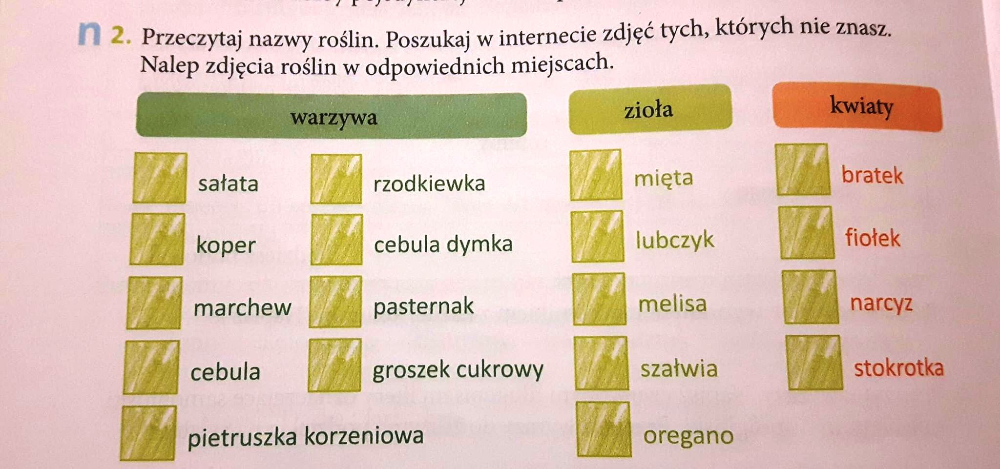 n 2. Przeczytaj nazwy roślin. Poszukaj w internecie zdjęć tych, których nie znasz.
Nalep zdjęcia roślin w odpowiednich miejscach.
warzywa
sałata
koper
marchew
cebula
pietruszka korzeniowa
rzodkiewka
cebula dymka
pasternak
groszek cukrowy
zioła
mięta
lubczyk
melisa
szałwia
oregano
kwiaty
bratek
fiołek
narcyz
stokrotka